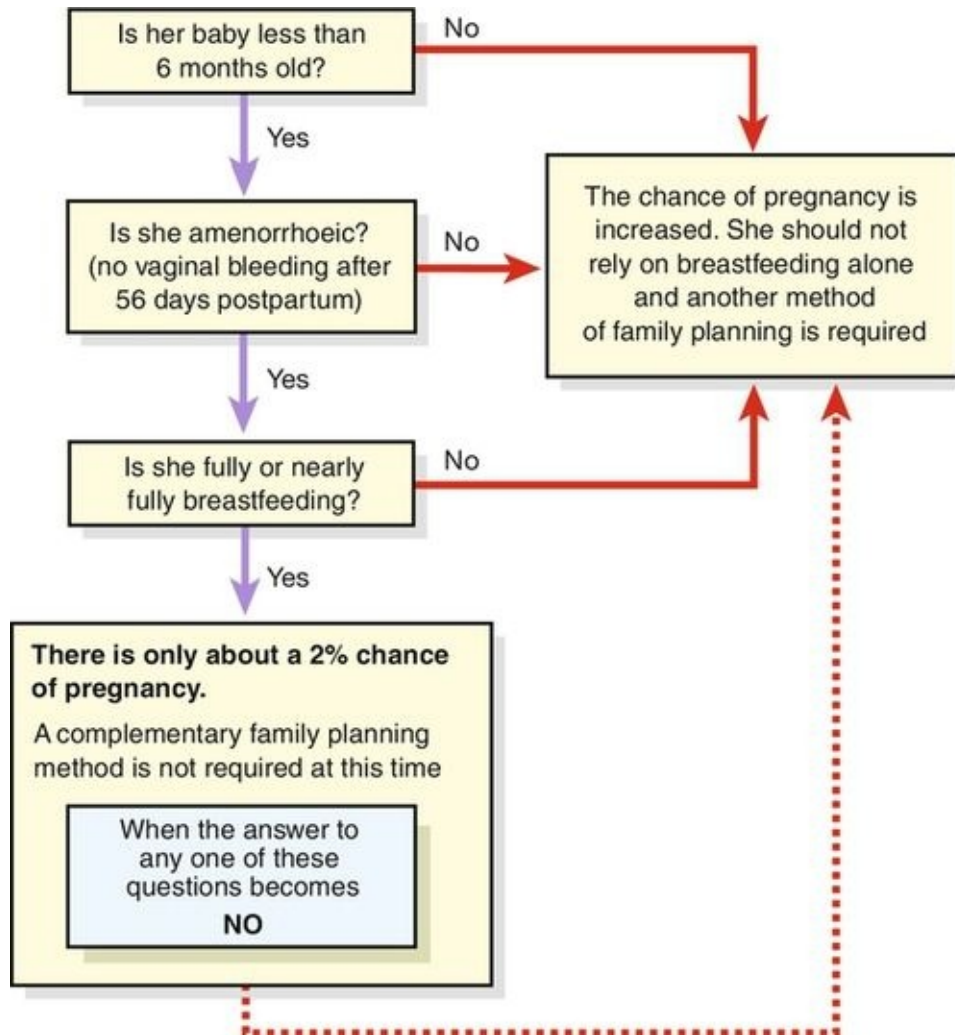 Is her baby less than
6 months old?
No
Yes
Is she amenorrhoeic?
(no vaginal bleeding after
56 days postpartum)
No
The chance of pregnancy is
increased. She should not
rely on breastfeeding alone
and another method
of family planning is required
Yes
Is she fully or nearly
fully breastfeeding?
No
Yes
There is only about a 2% chance
of pregnancy.
A complementary family planning
method is not required at this time
When the answer to
any one of these
questions becomes
NO